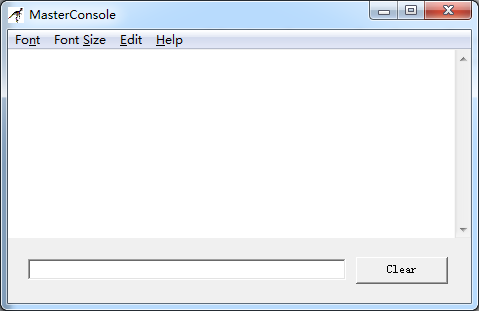 MasterConsole
Font Font Size Edit Help
Clear